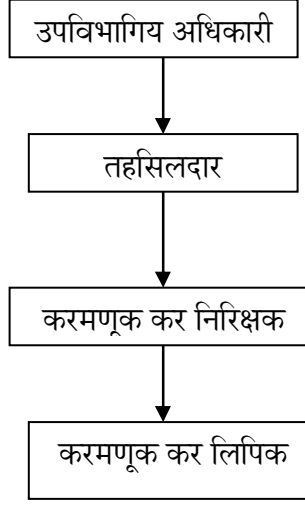 उपविभागिय अधिकारी
तहसिलदार
करमणूक कर निरिक्षक
करमणूक कर लिपिक